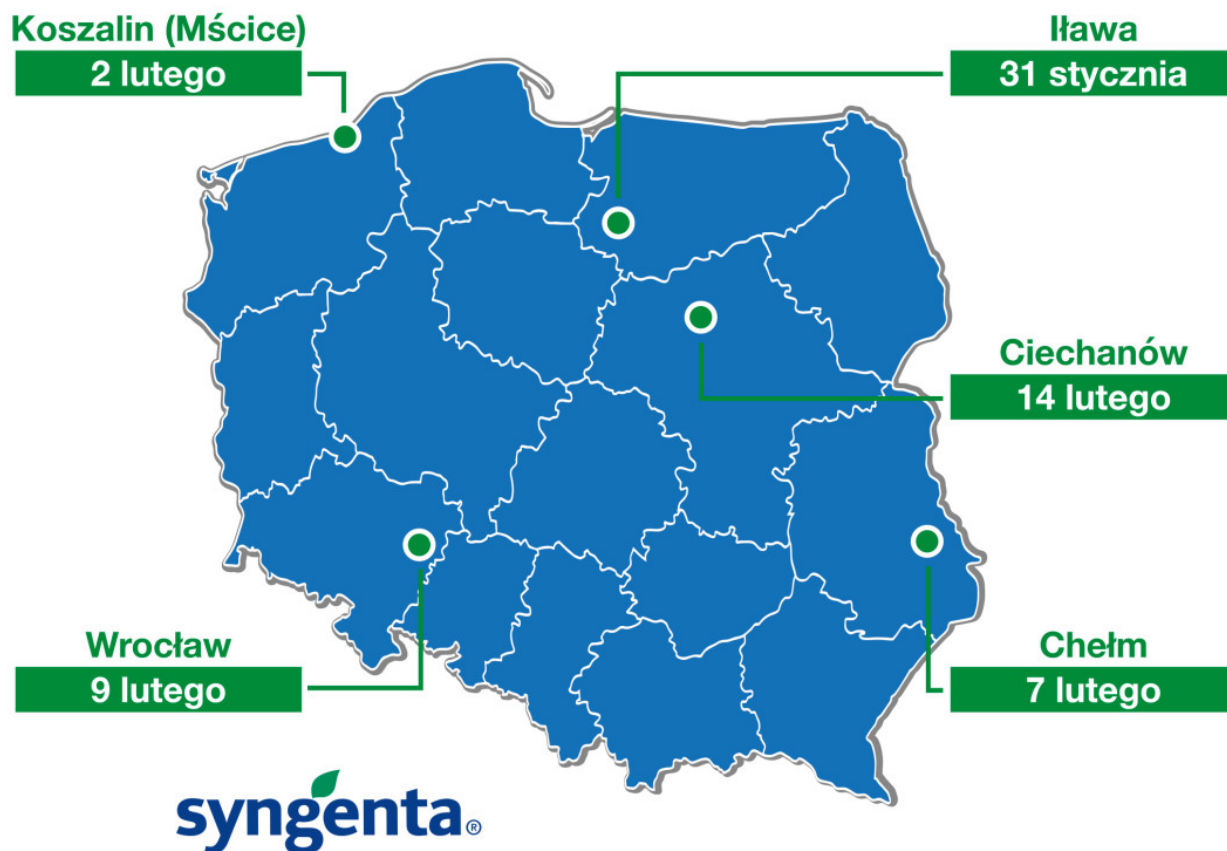 Koszalin (Mścice)
2 lutego
Iława
31 stycznia
Ciechanów
14 lutego
Wrocław
9 lutego
Chełm
7 lutego
syngenta®